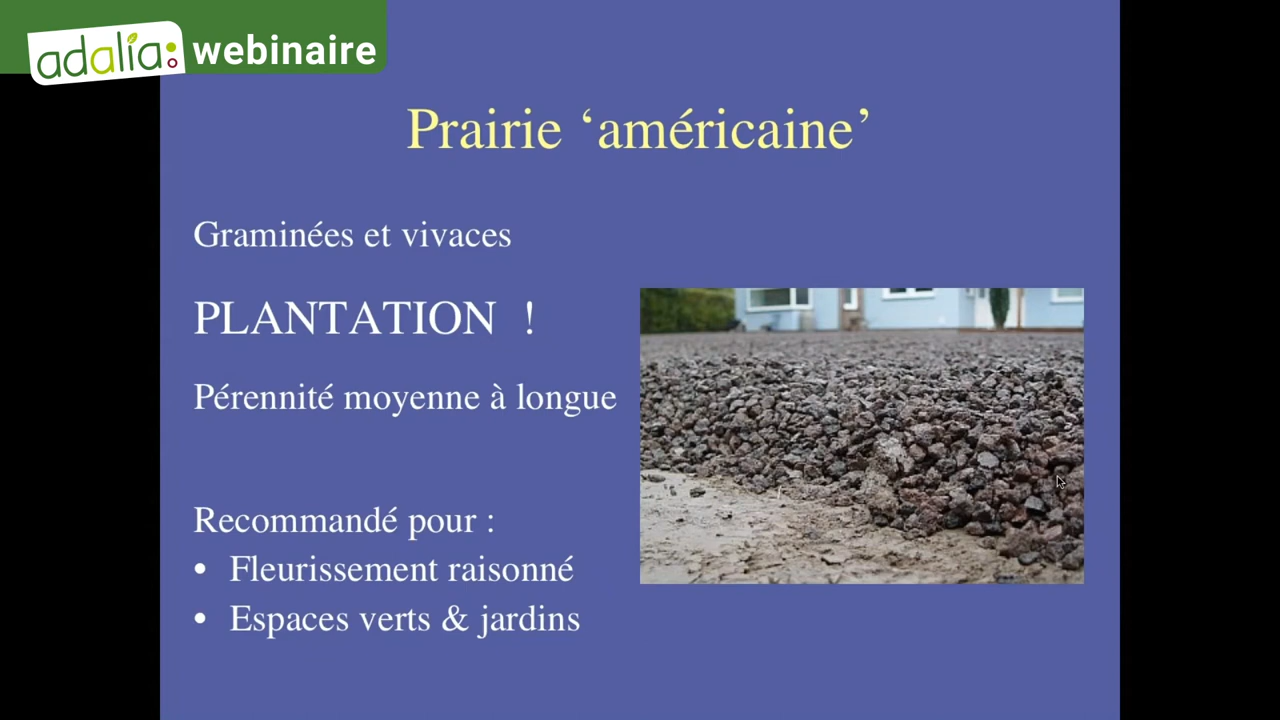 adalia: webinaire
Prairie ‘américaine’
Graminées et vivaces
PLANTATION !
Pérennité moyenne à longue
Recommandé pour :
• Fleurissement raisonné
• Espaces verts & jardins